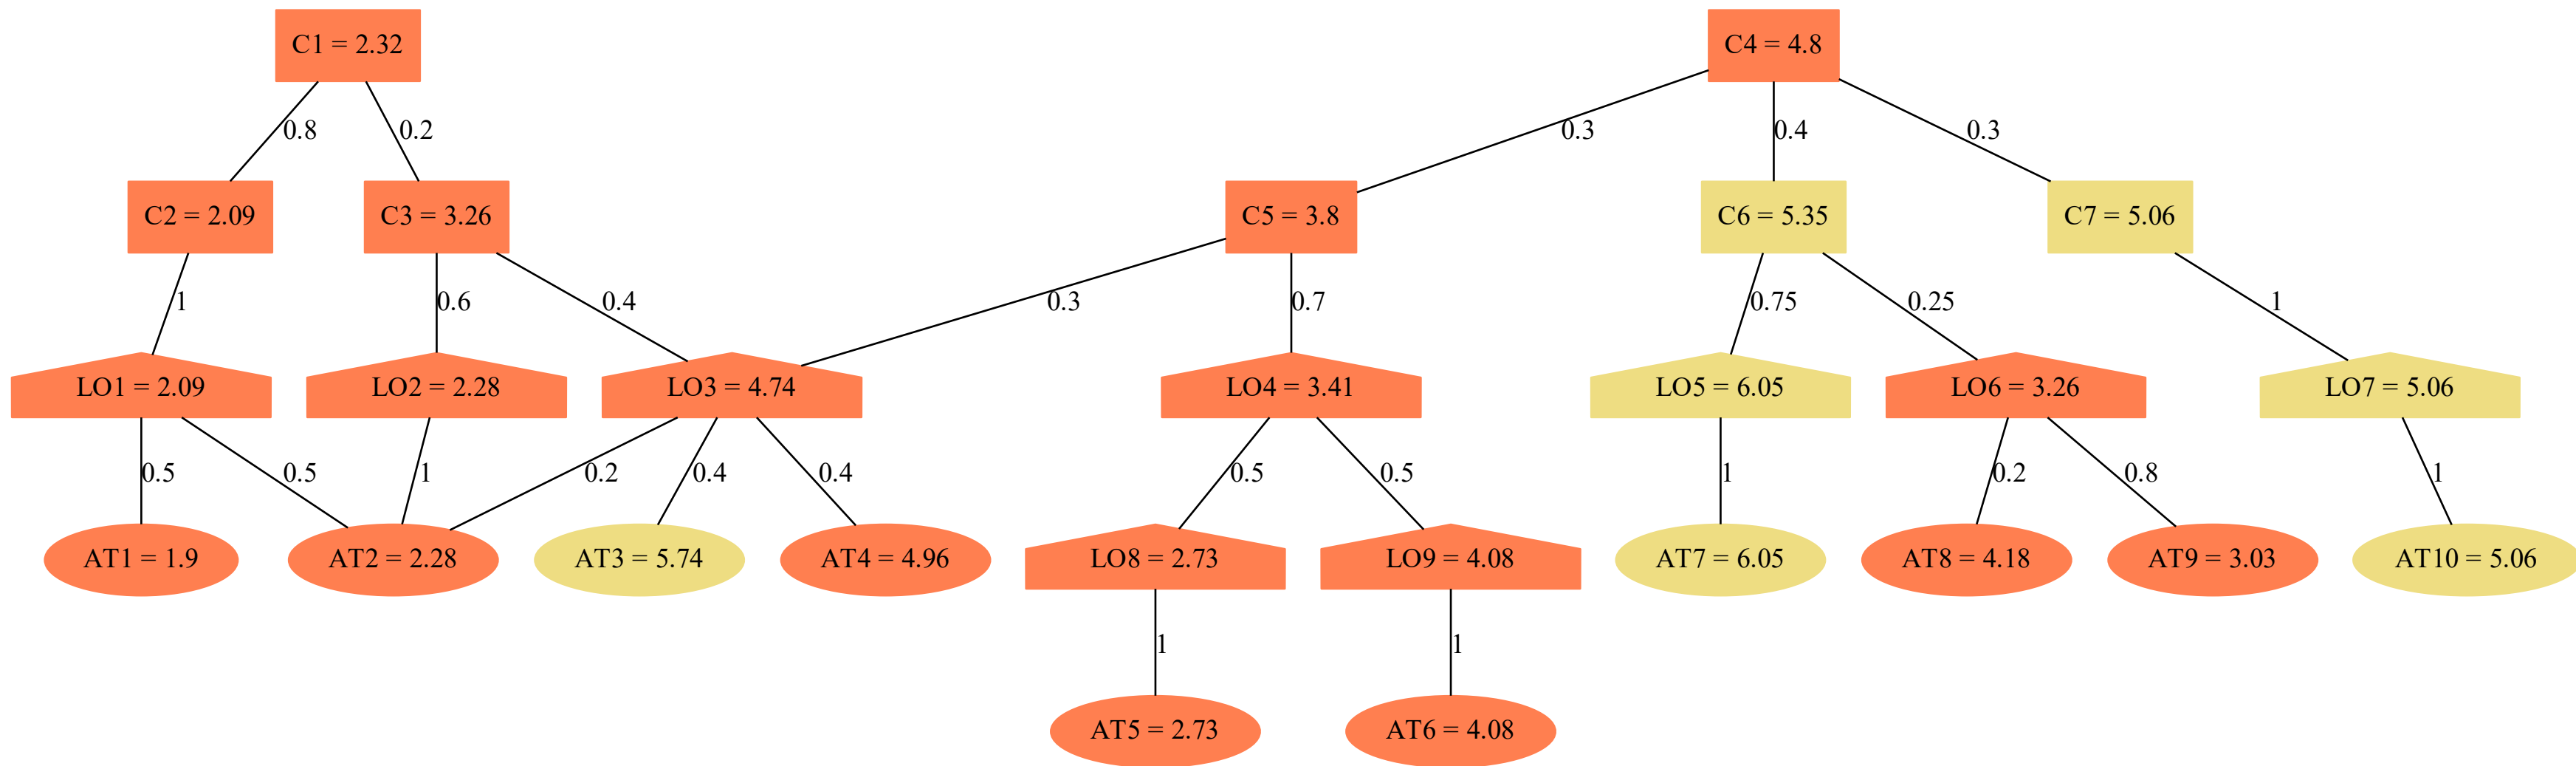 C1 = 2.32
C4 = 4.8
0.8
0.2
0.3
0.4
0.3
C2 = 2.09
C3 = 3.26
C5 = 3.8
C6 = 5.35
C7 = 5.06
1
0.6
0.4
0.3
0.7
0.75
0.25
1
LO1 = 2.09
LO2 = 2.28
LO3 = 4.74
LO4 = 3.41
LO5 = 6.05
LO6 = 3.26
LO7 = 5.06
0.5
0.5
1
0.2
0.4
0.4
0.5
0.5
1
0.2
0.8
1
AT1 = 1.9
AT2 = 2.28
AT3 = 5.74
AT4 = 4.96
LO8 = 2.73
LO9 = 4.08
AT7 = 6.05
AT8 = 4.18
AT9 = 3.03
AT10 = 5.06
1
1
AT5 = 2.73
AT6 = 4.08